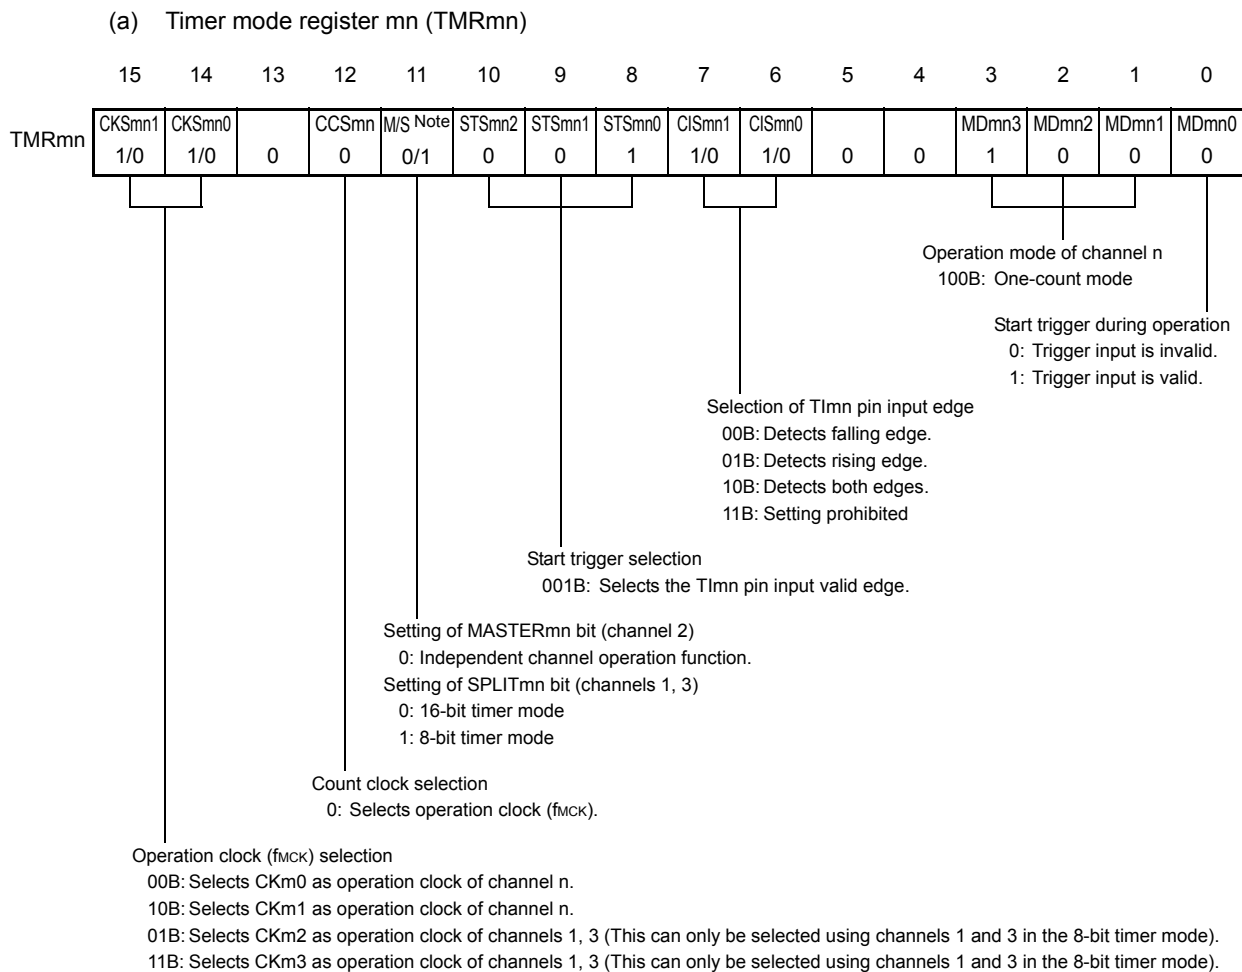 (a) Timer mode register mn (TMRmn)
15 14 13 12 11 10 9 8 7 6 5 4 3 2 1 0
TMRmn
CKSmn1 CKSmn0 CCSmn M/S Note STSmn2 STSmn1 STSmn0 CISmn1 CISmn0 MDmn3 MDmn2 MDmn1 MDmn0
1/0 1/0 0 0 0/1 0 0 1 1/0 1/0 0 0 1 0 0 0
Operation mode of channel n
100B: One-count mode
Start trigger during operation
0: Trigger input is invalid.
1: Trigger input is valid.
Selection of TImn pin input edge
00B: Detects falling edge.
01B: Detects rising edge.
10B: Detects both edges.
11B: Setting prohibited
Start trigger selection
001B: Selects the TImn pin input valid edge.
Setting of MASTERmn bit (channel 2)
0: Independent channel operation function.
Setting of SPLITmn bit (channels 1, 3)
0: 16-bit timer mode
1: 8-bit timer mode
Count clock selection
0: Selects operation clock (fMCK).
Operation clock (fMCK) selection
00B: Selects CKm0 as operation clock of channel n.
10B: Selects CKm1 as operation clock of channel n.
01B: Selects CKm2 as operation clock of channels 1, 3 (This can only be selected using channels 1 and 3 in the 8-bit timer mode).
11B: Selects CKm3 as operation clock of channels 1, 3 (This can only be selected using channels 1 and 3 in the 8-bit timer mode).